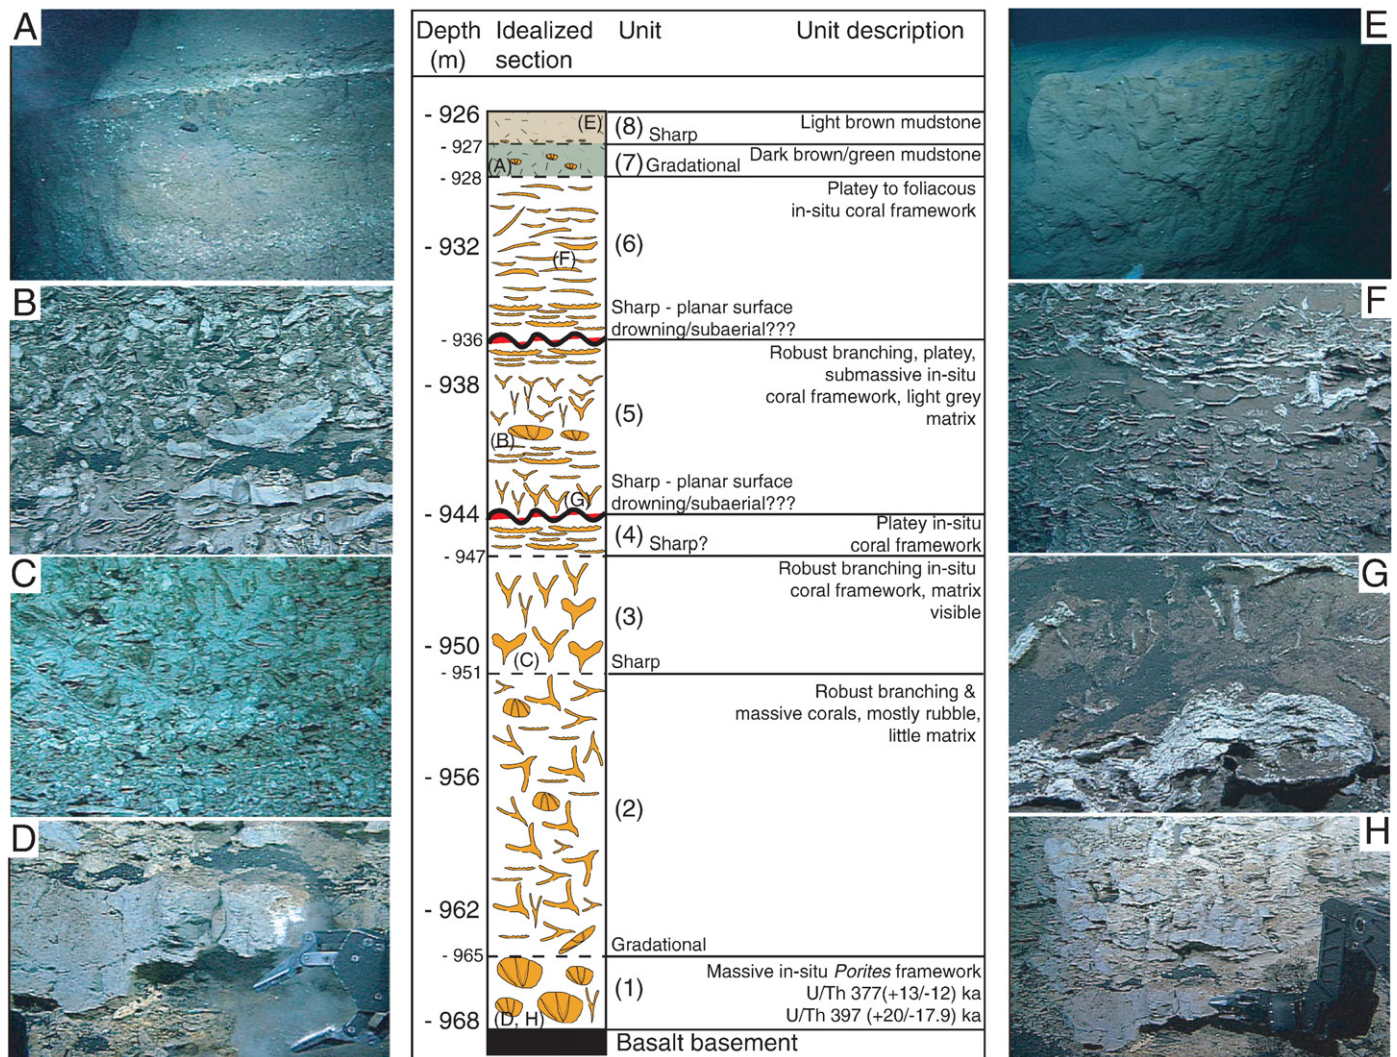 A
B
C
D
Depth (m)
Idealized section
Unit
Unit description
- 926
(E)
(8) Sharp
Light brown mudstone
- 927
(A)
(7) Gradational
Dark brown/green mudstone
- 928
Platey to foliacous
in-situ coral framework
- 932
(6)
(F)
Sharp - planar surface
drowning/subaerial???
- 936
Robust branching, platey,
submassive in-situ
coral framework, light grey
matrix
- 938
(5)
(B)
Sharp - planar surface
drowning/subaerial???
(G)
- 944
(4) Sharp?
Platey in-situ
coral framework
- 947
Robust branching in-situ
coral framework, matrix
visible
(3)
- 950
(C)
Sharp
- 951
Robust branching &
massive corals, mostly rubble,
little matrix
- 956
(2)
- 962
Gradational
- 965
Massive in-situ Porites framework
(1)
U/Th 377(+13/-12) ka
U/Th 397 (+20/-17.9) ka
(D, H)
- 968
Basalt basement
E
F
G
H